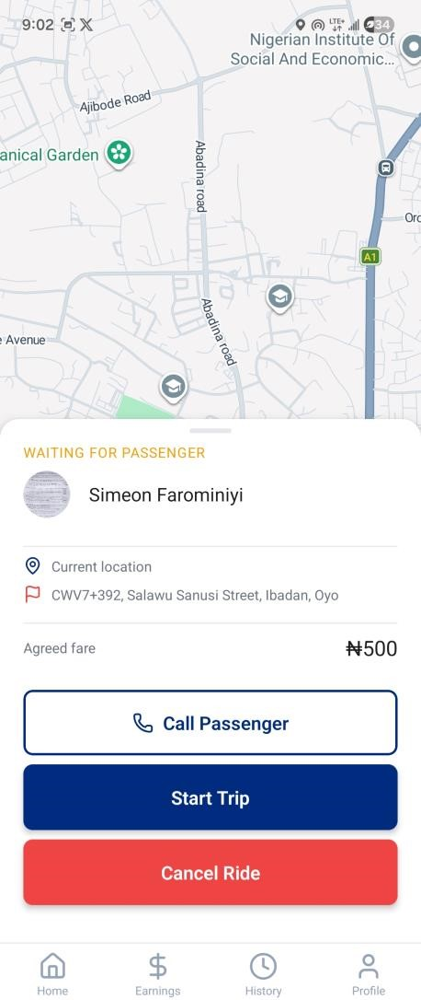 9:02
LTE+
34
Nigerian Institute Of
Social And Economic...
Ajibode Road
anical Garden
Abadina road
Oro
A1
Abadina road
e Avenue
WAITING FOR PASSENGER
Simeon Farominiyi
Current location
CWV7+392, Salawu Sanusi Street, Ibadan, Oyo
Agreed fare
₦500
Call Passenger
Start Trip
Cancel Ride
Home
Earnings
History
Profile